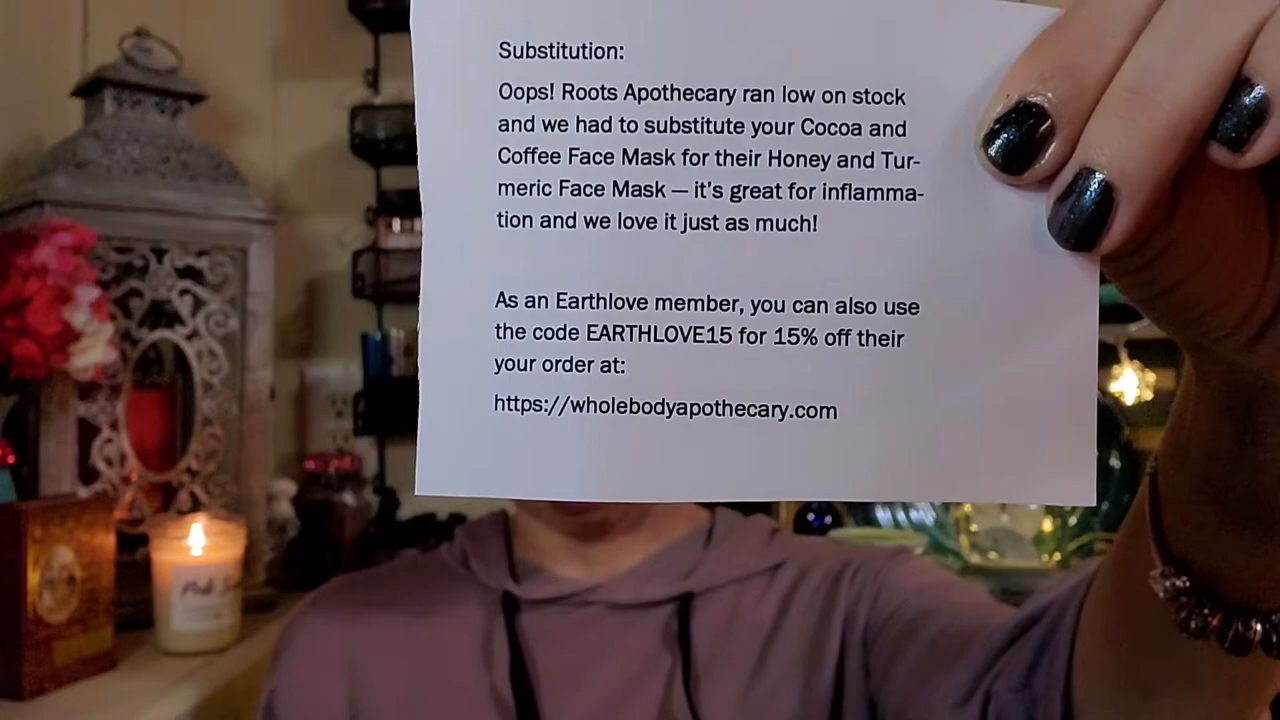 Substitution:
Oops! Roots Apothecary ran low on stock
and we had to substitute your Cocoa and
Coffee Face Mask for their Honey and Tur-
meric Face Mask — it's great for inflamma-
tion and we love it just as much!
As an Earthlove member, you can also use
the code EARTHLOVE15 for 15% off their
your order at:
https://wholebodyapothecary.com